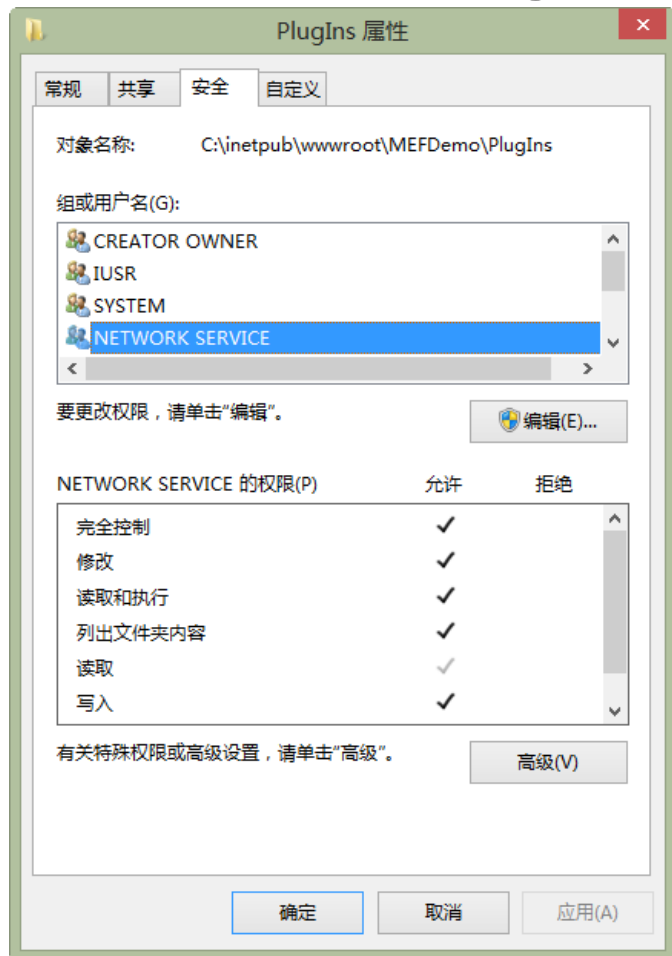 PlugIns 属性
常规 共享 安全 自定义
对象名称: C:\inetpub\wwwroot\MEFDemo\PlugIns
组或用户名(G):
CREATOR OWNER
IUSR
SYSTEM
NETWORK SERVICE
要更改权限，请单击“编辑”。
编辑(E)...
NETWORK SERVICE 的权限(P) 允许 拒绝
完全控制
修改
读取和执行
列出文件夹内容
读取
写入
有关特殊权限或高级设置，请单击“高级”。
高级(V)
确定 取消 应用(A)